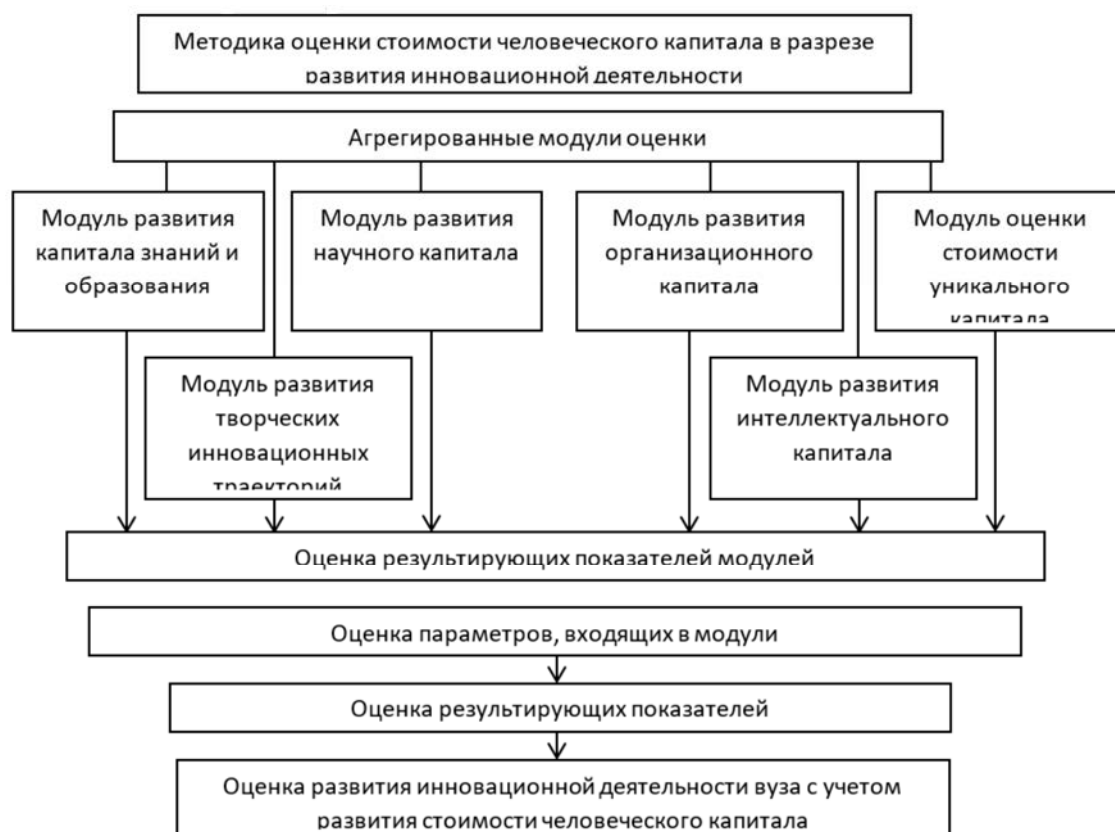 Методика оценки стоимости человеческого капитала в разрезе
развития инновационной деятельности
Агрегированные модули оценки
Модуль развития
капитала знаний и
образования
Модуль развития
научного капитала
Модуль развития
организационного
капитала
Модуль оценки
стоимости
уникального
капитала
Модуль развития
творческих
инновационных
траекторий
Модуль развития
интеллектуального
капитала
Оценка результирующих показателей модулей
Оценка параметров, входящих в модули
Оценка результирующих показателей
Оценка развития инновационной деятельности вуза с учетом
развития стоимости человеческого капитала